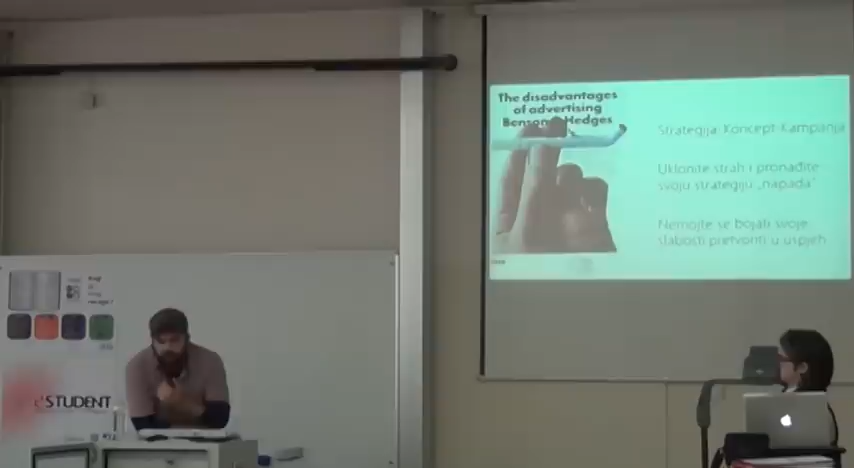 The disadvantages
of advertising
Benson & Hedges
Strategija: Koncept-Kampanja
Uklonite strah i pronađite
svoju strategiju „napada"
Nemojte se bojati svoje
slabosti pretvoriti u uspjeh
eSTUDENT